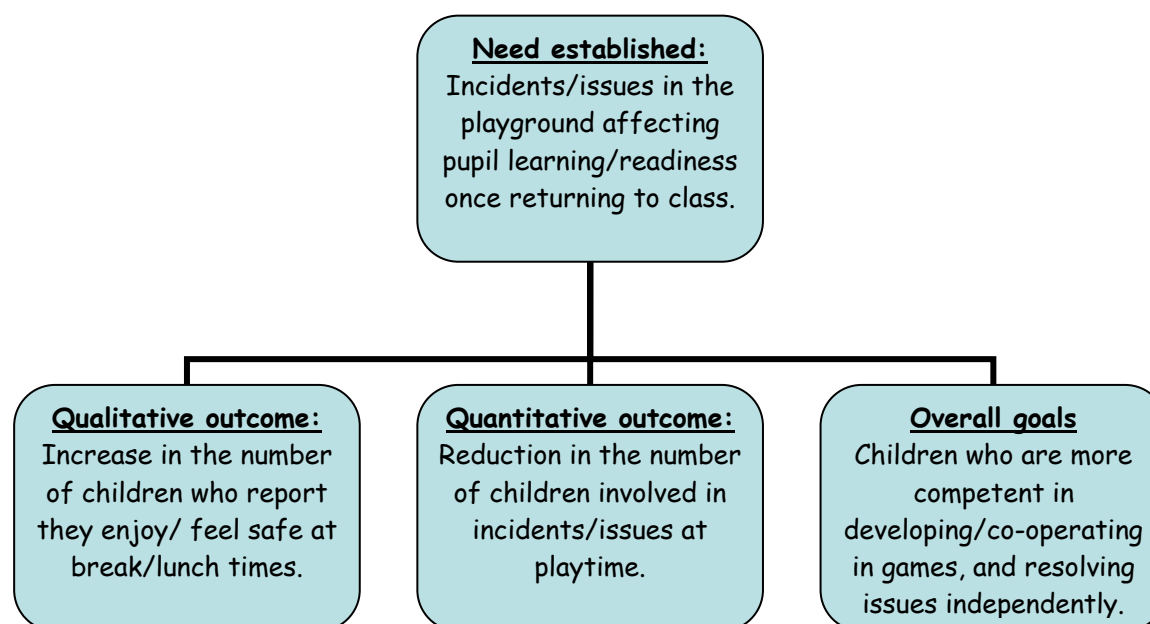 Need established:
Incidents/issues in the
playground affecting
pupil learning/readiness
once returning to class.
Qualitative outcome:
Increase in the number
of children who report
they enjoy/ feel safe at
break/lunch times.
Quantitative outcome:
Reduction in the number
of children involved in
incidents/issues at
playtime.
Overall goals
Children who are more
competent in
developing/co-operating
in games, and resolving
issues independently.